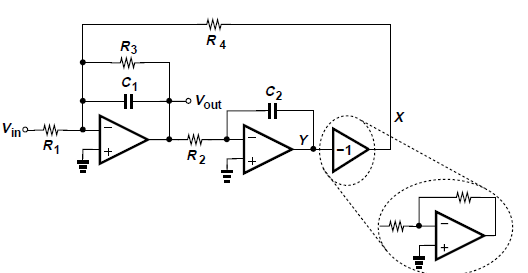 R4
R3
C1
Vout
C2
Vin
R1
R2
Y
X
−
+
−
+
−1
−
+